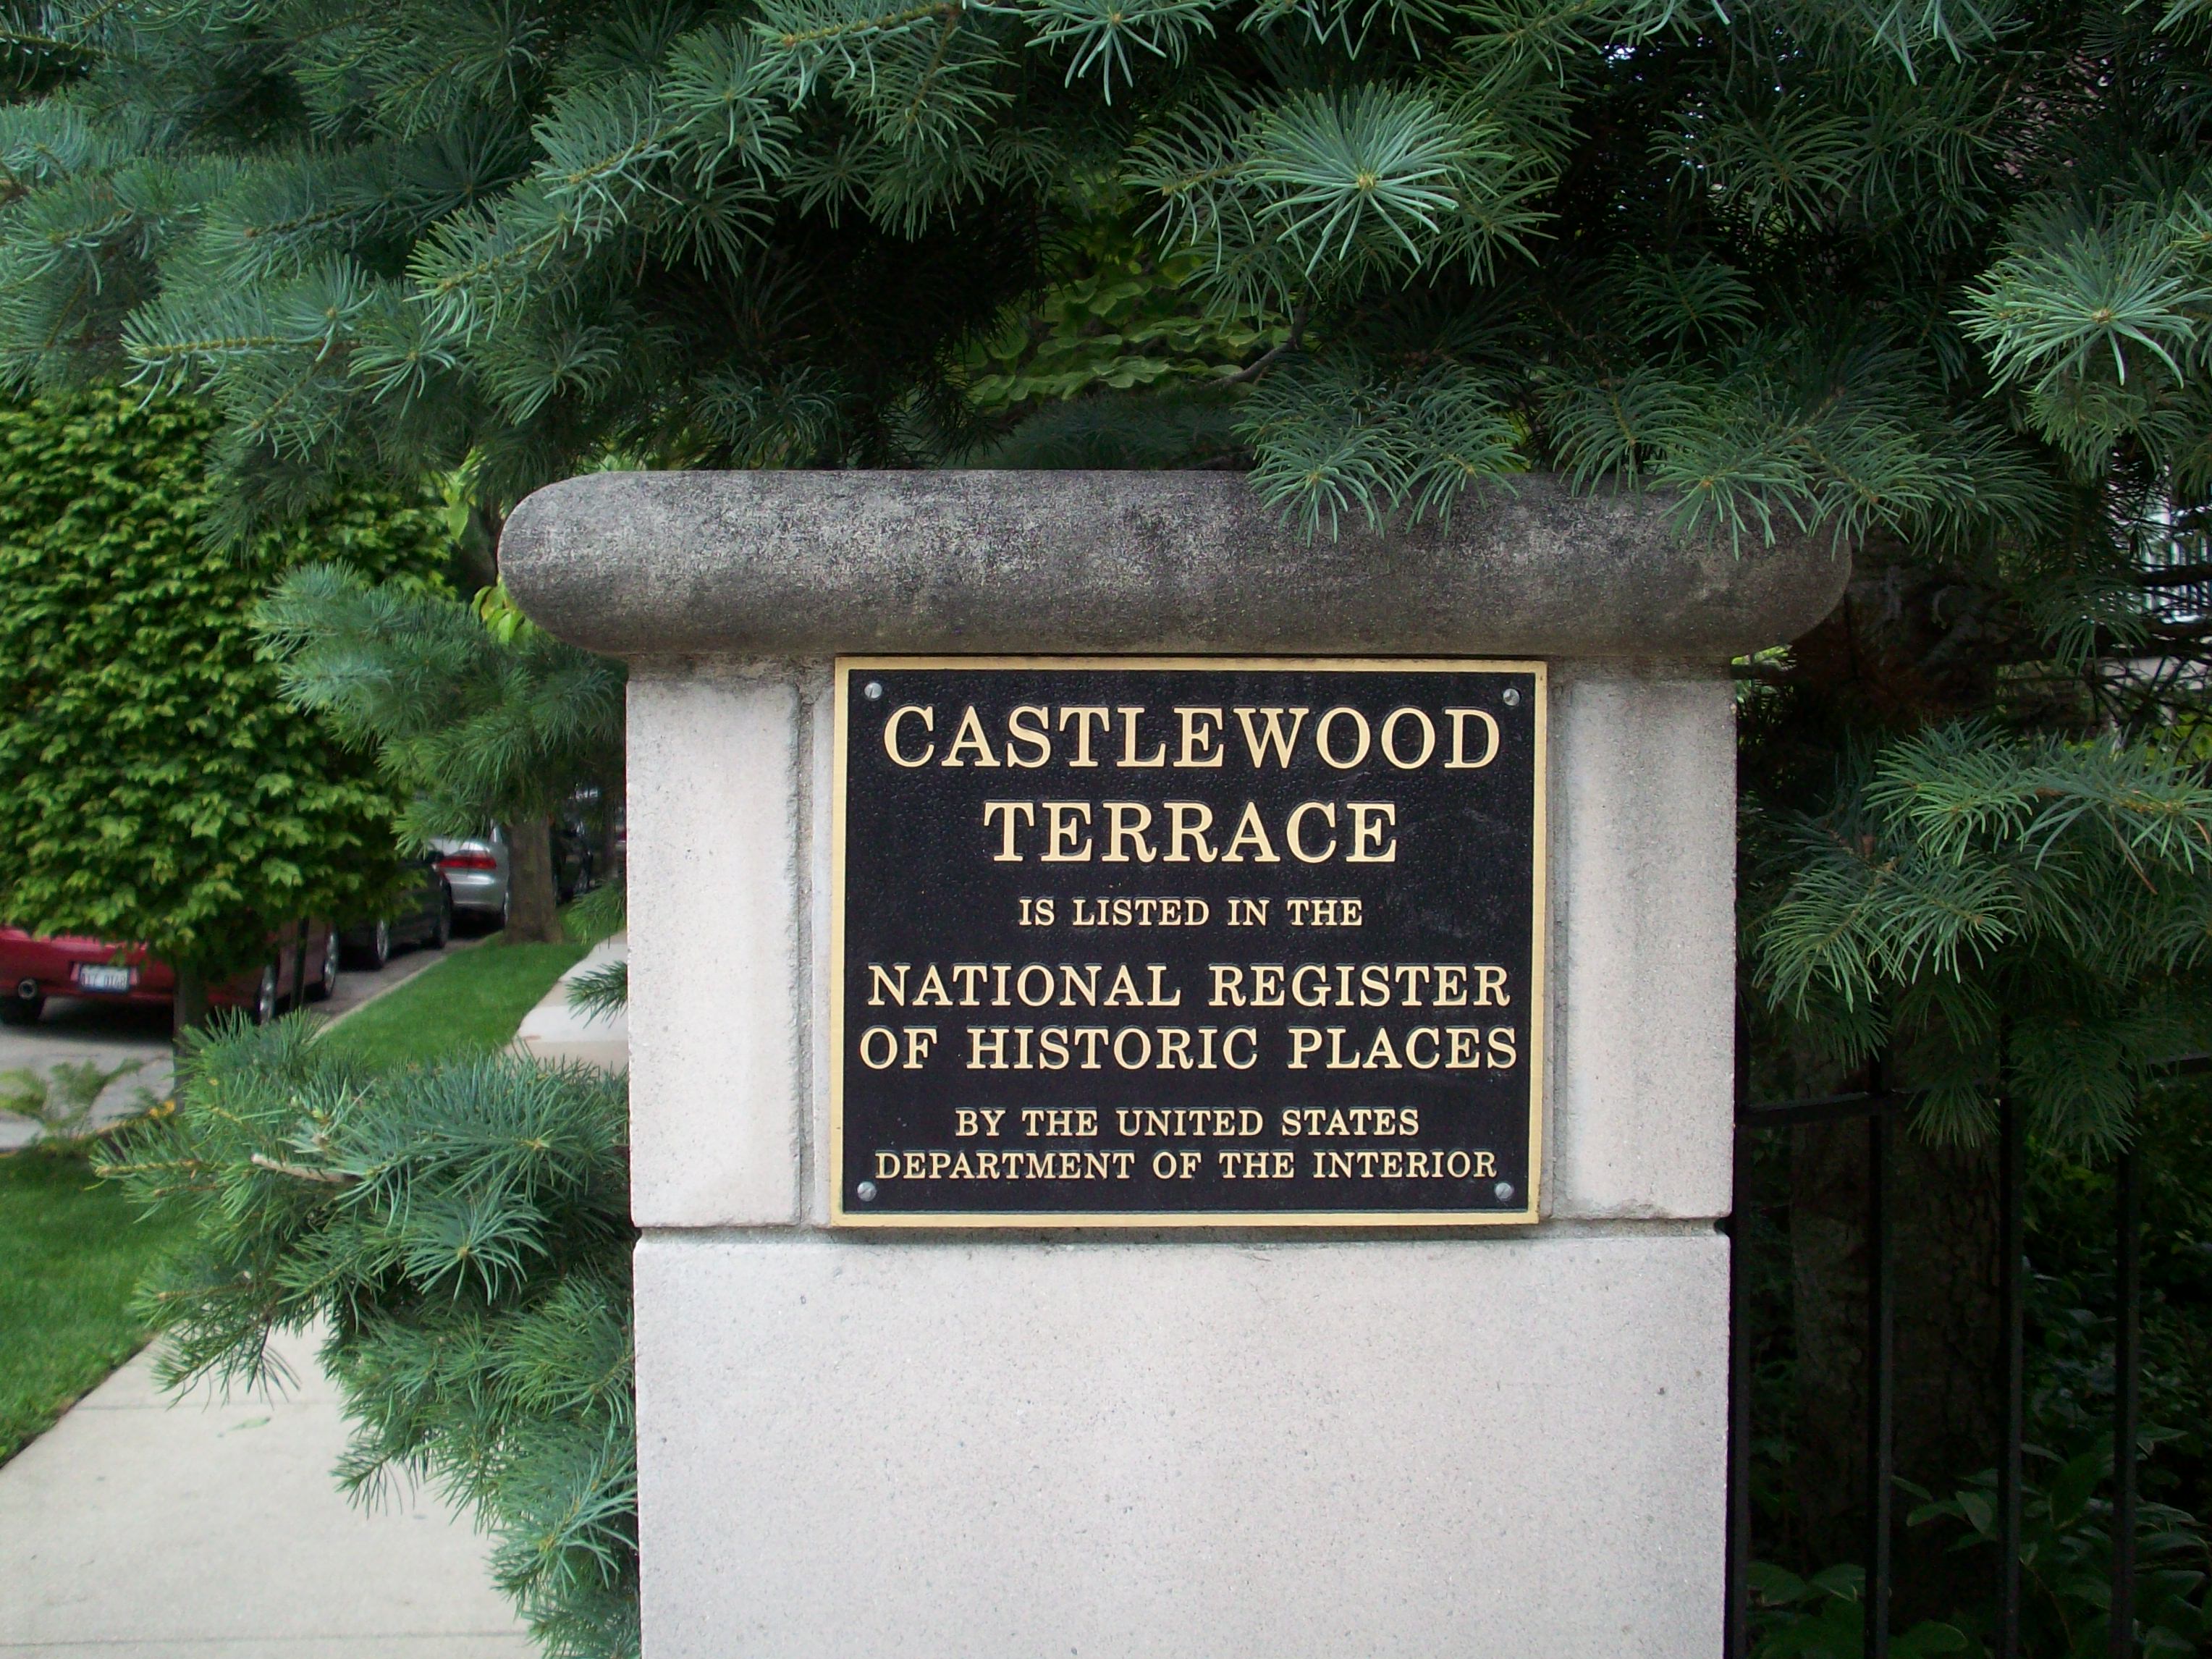 CASTLEWOOD
TERRACE
IS LISTED IN THE
NATIONAL REGISTER
OF HISTORIC PLACES
BY THE UNITED STATES
DEPARTMENT OF THE INTERIOR